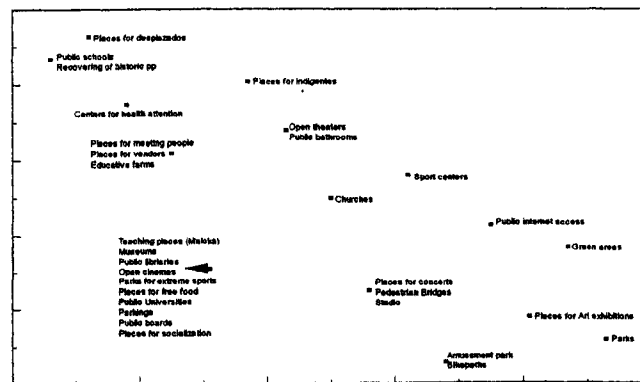 Places for desplazados
Public schools
Recovering of historic pp
Places for indigentes
Centers for health attention
Open theaters
Public bathrooms
Places for meeting people
Places for venders
Educative farms
Sport centers
Churches
Public internet access
Green areas
Teaching places (Maloka)
Museums
Public libraries
Open cinemas
Parks for extreme sports
Places for free food
Public Universities
Parkings
Public boards
Places for socialization
Places for concerts
Pedestrian Bridges
Stadio
Places for Art exhibitions
Parks
Amusement park
Bikepaths